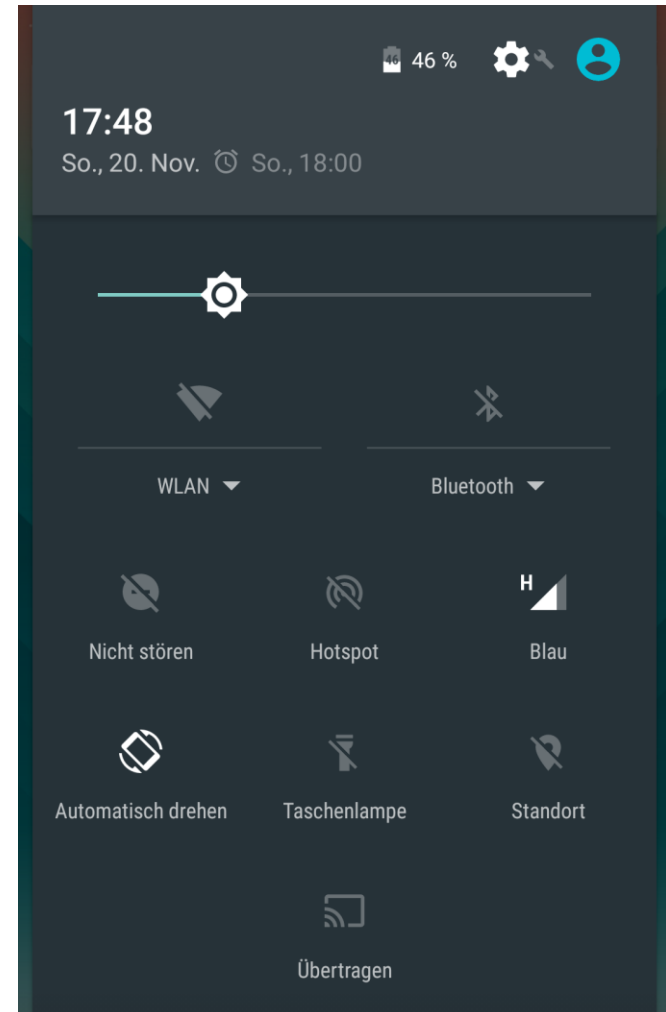 46 46 %
17:48
So., 20. Nov. So., 18:00
WLAN Bluetooth
H
Nicht stören Hotspot Blau
Automatisch drehen Taschenlampe Standort
Übertragen